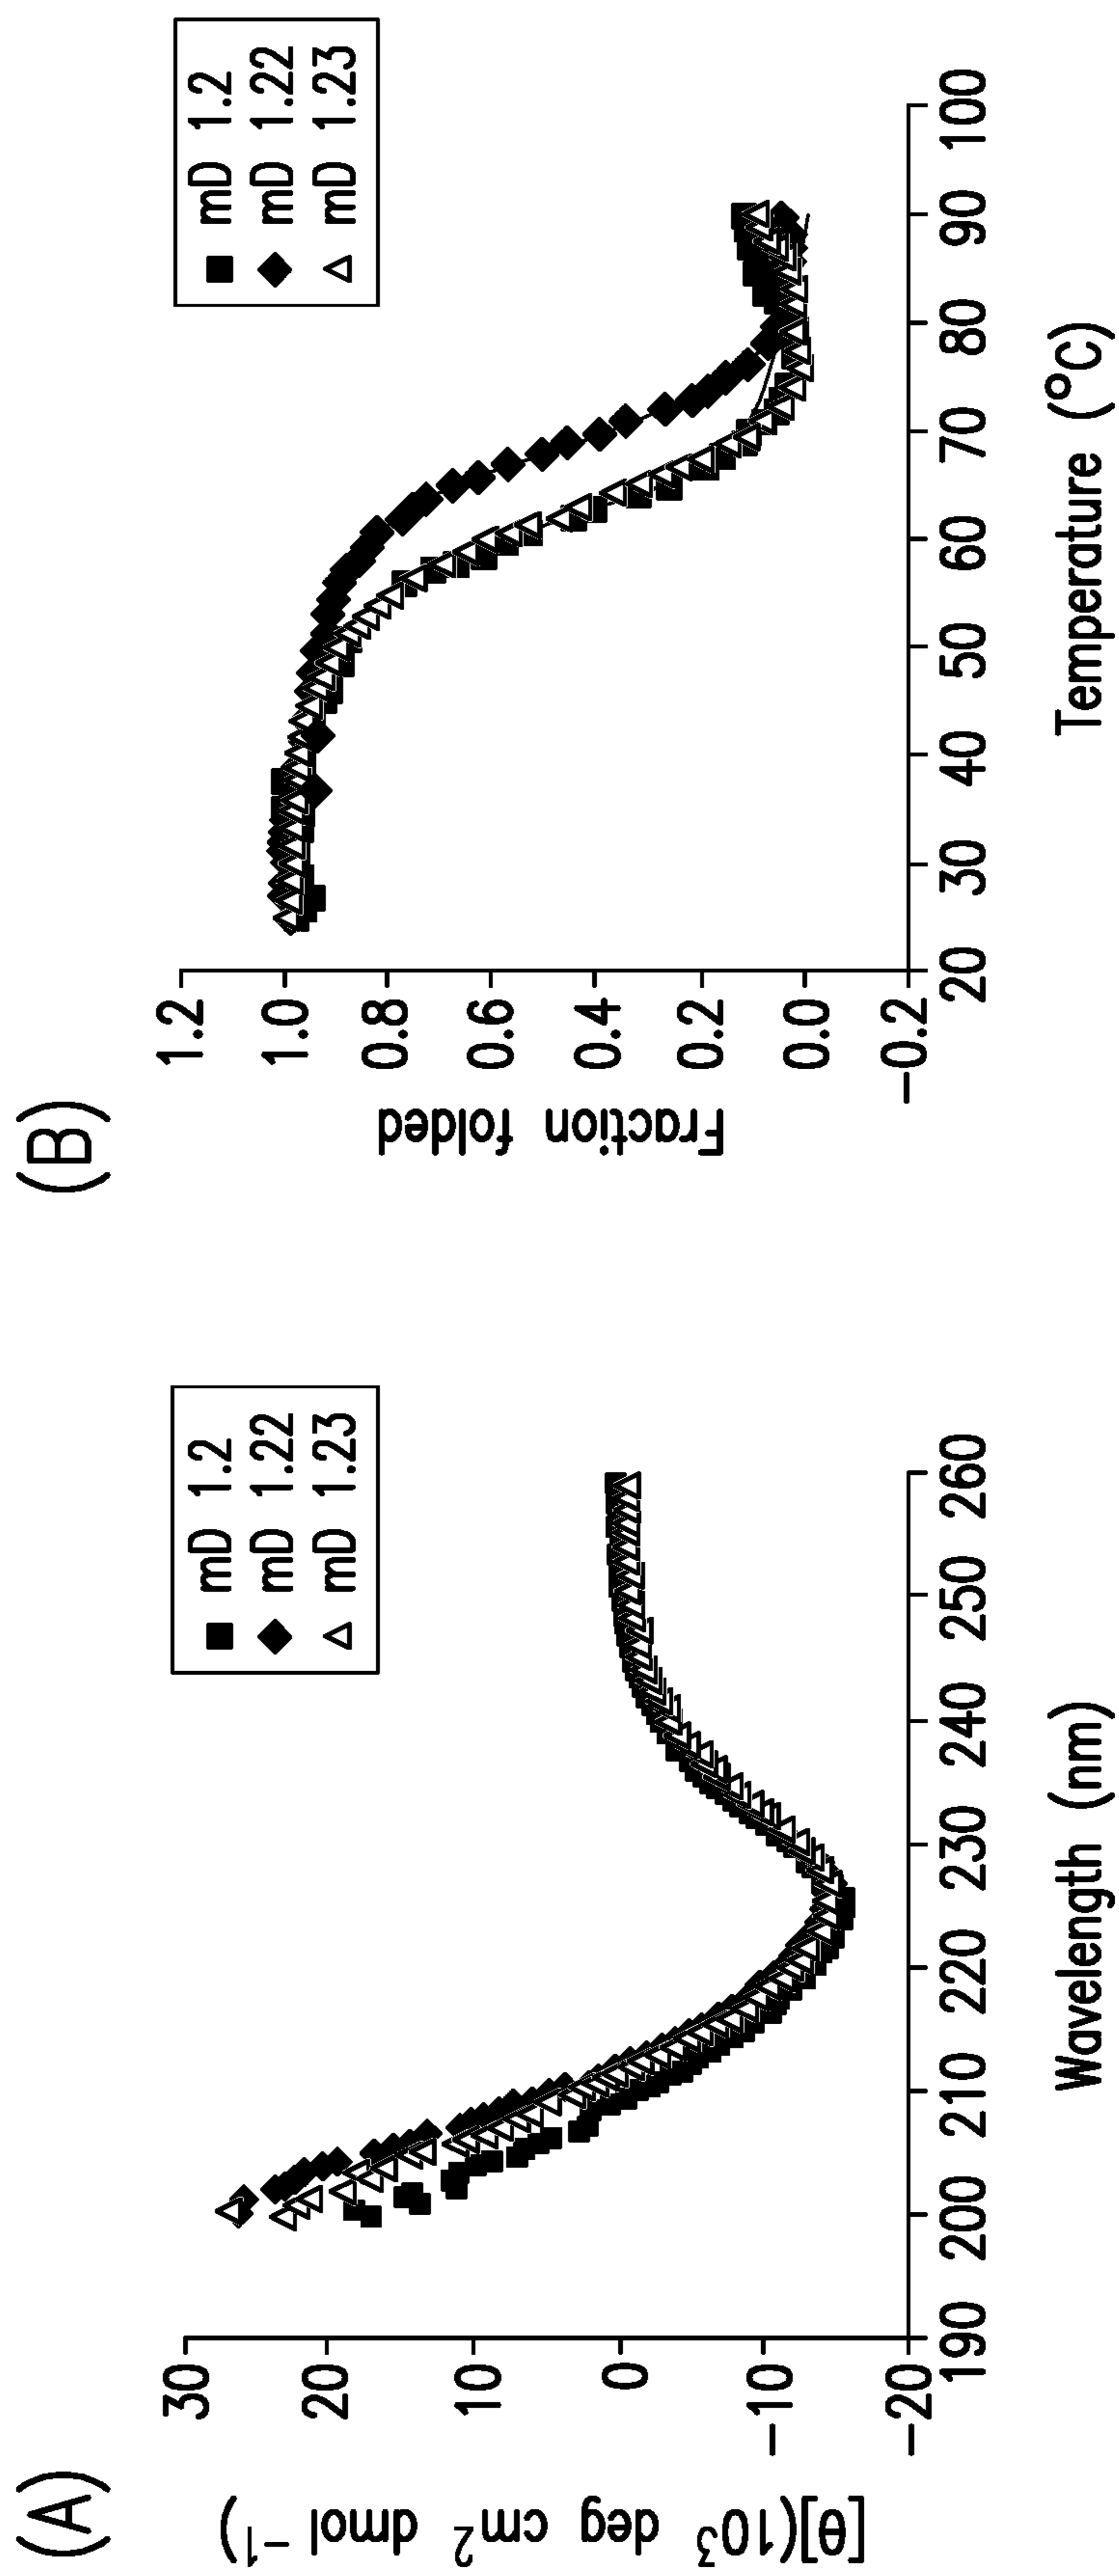 (A)
[θ](10³ deg cm² dmol⁻¹)
30
20
10
0
−10
−20
190 200 210 220 230 240 250 260
Wavelength (nm)
mD 1.2
mD 1.22
mD 1.23
(B)
Fraction folded
1.2
1.0
0.8
0.6
0.4
0.2
0.0
−0.2
20 30 40 50 60 70 80 90 100
Temperature (°C)
mD 1.2
mD 1.22
mD 1.23